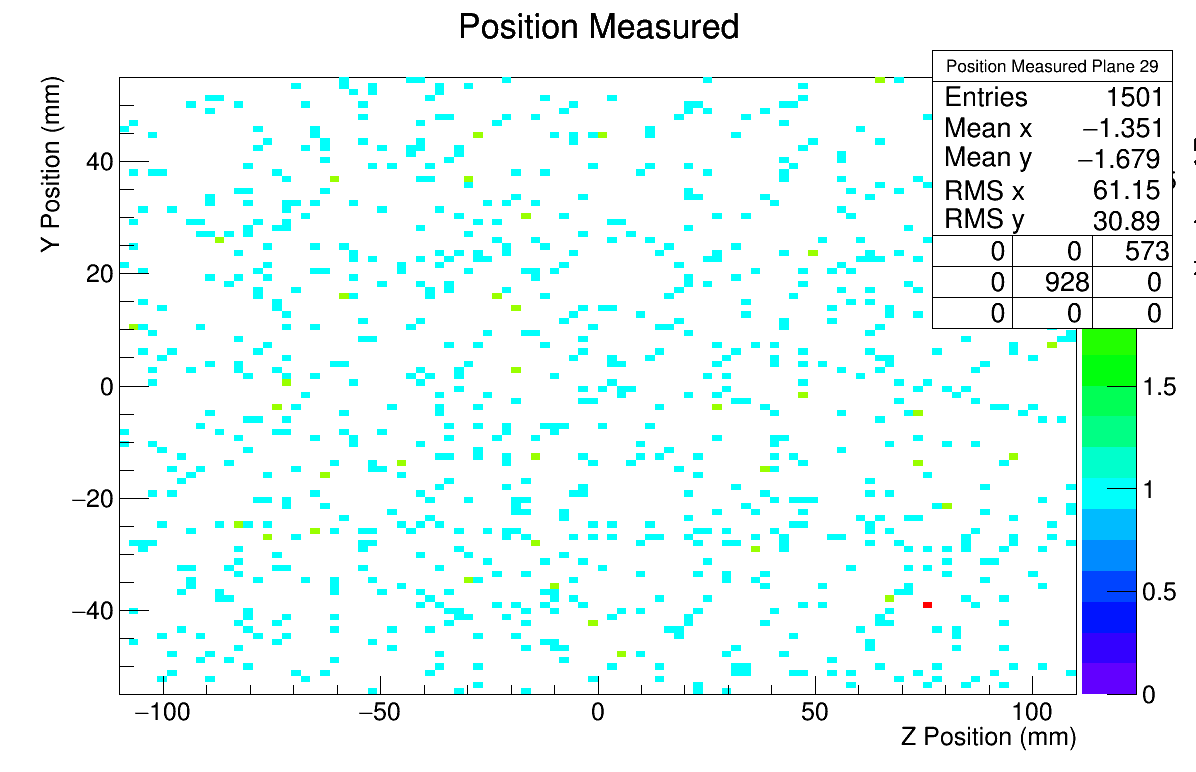 Position Measured
Position Measured Plane 29
Entries 1501
Mean x −1.351
Mean y −1.679
RMS x 61.15
RMS y 30.89
0 0 573
0 928 0
0 0 0
Y Position (mm)
40
20
0
−20
−40
−100 −50 0 50 100
Z Position (mm)
1.5
1
0.5
0